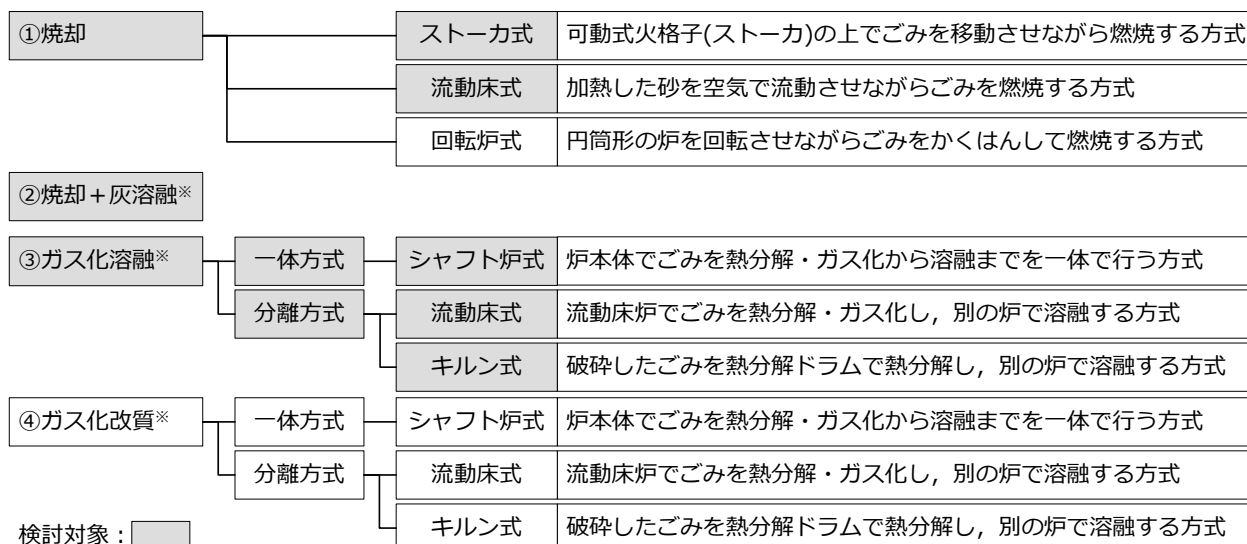 ①焼却 ストーカ式 可動式火格子(ストーカ)の上でごみを移動させながら燃焼する方式
流動床式 加熱した砂を空気で流動させながらごみを燃焼する方式
回転炉式 円筒形の炉を回転させながらごみをかくはんして燃焼する方式
②焼却＋灰溶融※
③ガス化溶融※ 一体方式 シャフト炉式 炉本体でごみを熱分解・ガス化から溶融までを一体で行う方式
分離方式 流動床式 流動床炉でごみを熱分解・ガス化し，別の炉で溶融する方式
キルン式 破砕したごみを熱分解ドラムで熱分解し，別の炉で溶融する方式
④ガス化改質※ 一体方式 シャフト炉式 炉本体でごみを熱分解・ガス化から溶融までを一体で行う方式
分離方式 流動床式 流動床炉でごみを熱分解・ガス化し，別の炉で溶融する方式
キルン式 破砕したごみを熱分解ドラムで熱分解し，別の炉で溶融する方式
検討対象：